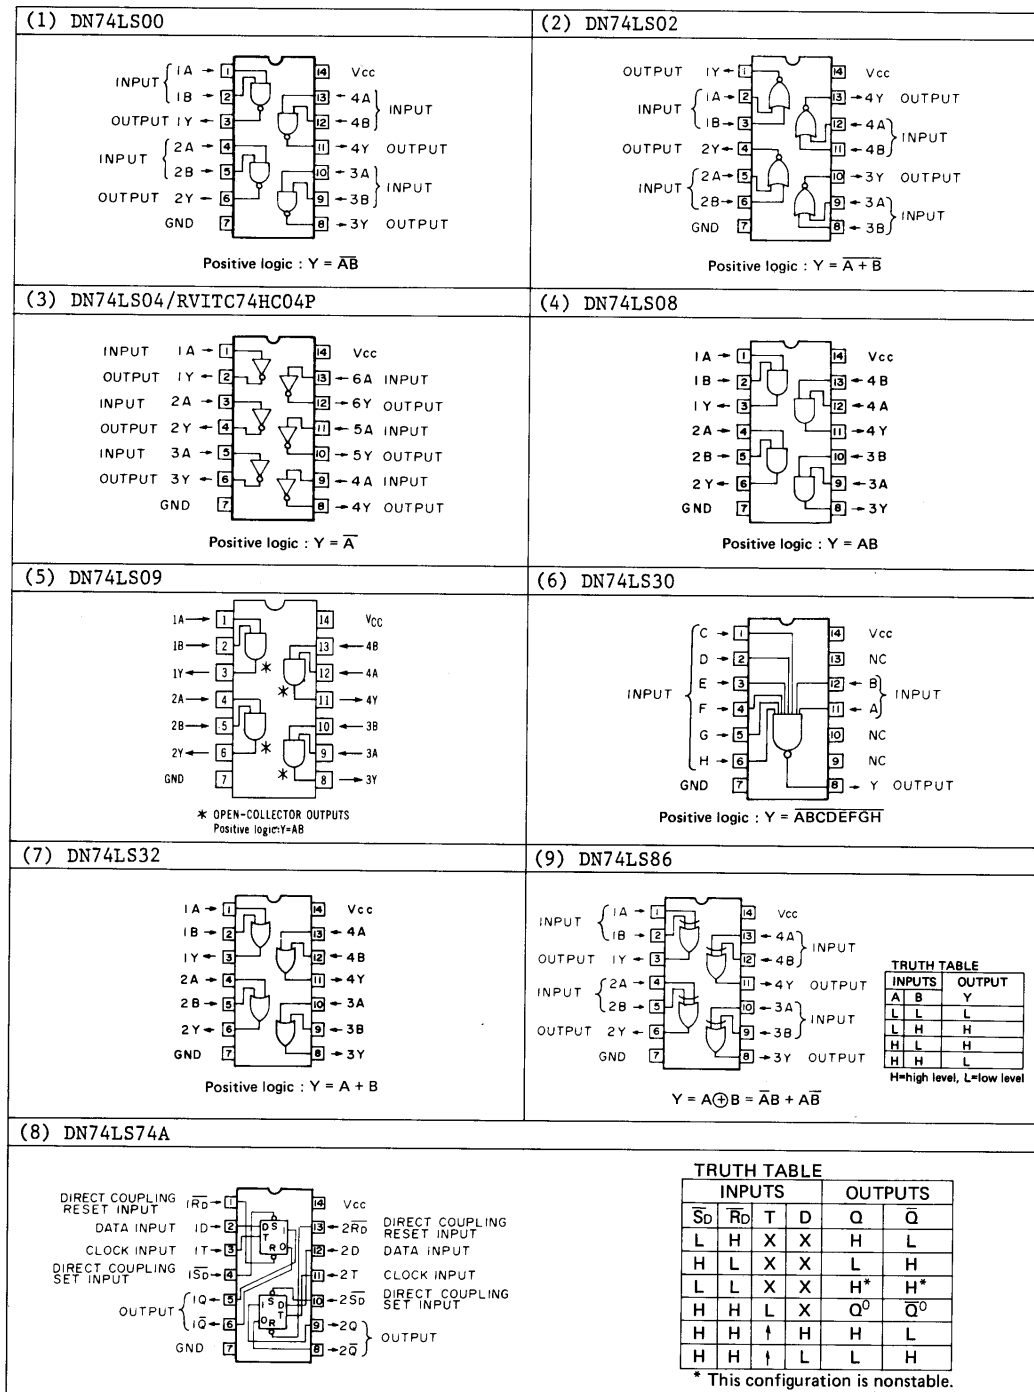 (1) DN74LS00
INPUT 1A 1 14 Vcc
1B 2 13 4A INPUT
OUTPUT 1Y 3 12 4B
INPUT 2A 4 11 4Y OUTPUT
2B 5 10 3A INPUT
OUTPUT 2Y 6 9 3B
GND 7 8 3Y OUTPUT
Positive logic : Y = A̅B̅
(2) DN74LS02
OUTPUT 1Y 1 14 Vcc
INPUT 1A 2 13 4Y OUTPUT
1B 3 12 4A INPUT
OUTPUT 2Y 4 11 4B
INPUT 2A 5 10 3Y OUTPUT
2B 6 9 3A INPUT
GND 7 8 3B
Positive logic : Y = A̅ ̅+̅ ̅B̅
(3) DN74LS04/RVITC74HC04P
INPUT 1A 1 14 Vcc
OUTPUT 1Y 2 13 6A INPUT
INPUT 2A 3 12 6Y OUTPUT
OUTPUT 2Y 4 11 5A INPUT
INPUT 3A 5 10 5Y OUTPUT
OUTPUT 3Y 6 9 4A INPUT
GND 7 8 4Y OUTPUT
Positive logic : Y = A̅
(4) DN74LS08
1A 1 14 Vcc
1B 2 13 4B
1Y 3 12 4A
2A 4 11 4Y
2B 5 10 3B
2Y 6 9 3A
GND 7 8 3Y
Positive logic : Y = AB
(5) DN74LS09
1A 1 14 VCC
1B 2 13 4B
1Y 3 12 4A
2A 4 11 4Y
2B 5 10 3B
2Y 6 9 3A
GND 7 8 3Y
* OPEN-COLLECTOR OUTPUTS
Positive logic:Y=AB
(6) DN74LS30
INPUT C 1 14 Vcc
D 2 13 NC
E 3 12 B INPUT
F 4 11 A
G 5 10 NC
H 6 9 NC
GND 7 8 Y OUTPUT
Positive logic : Y = A̅B̅C̅D̅E̅F̅G̅H̅
(7) DN74LS32
1A 1 14 Vcc
1B 2 13 4A
1Y 3 12 4B
2A 4 11 4Y
2B 5 10 3A
2Y 6 9 3B
GND 7 8 3Y
Positive logic : Y = A + B
(9) DN74LS86
INPUT 1A 1 14 Vcc
1B 2 13 4A INPUT
OUTPUT 1Y 3 12 4B
INPUT 2A 4 11 4Y OUTPUT
2B 5 10 3A INPUT
OUTPUT 2Y 6 9 3B
GND 7 8 3Y OUTPUT
Y = A⊕B = A̅B + AB̅
TRUTH TABLE
INPUTS OUTPUT
A B Y
L L L
L H H
H L H
H H L
H=high level, L=low level
(8) DN74LS74A
DIRECT COUPLING RESET INPUT 1R̅D̅ 1 14 Vcc
DATA INPUT 1D 2 13 2R̅D̅ DIRECT COUPLING RESET INPUT
CLOCK INPUT 1T 3 12 2D DATA INPUT
DIRECT COUPLING SET INPUT 1S̅D̅ 4 11 2T CLOCK INPUT
OUTPUT 1Q 5 10 2S̅D̅ DIRECT COUPLING SET INPUT
1Q̅ 6 9 2Q OUTPUT
GND 7 8 2Q̅
D S 1
T
R O
1 S D
T
O R
TRUTH TABLE
INPUTS OUTPUTS
S̅D̅ R̅D̅ T D Q Q̅
L H X X H L
H L X X L H
L L X X H* H*
H H L X Q⁰ Q̅⁰
H H ↑ H H L
H H ↑ L L H
* This configuration is nonstable.